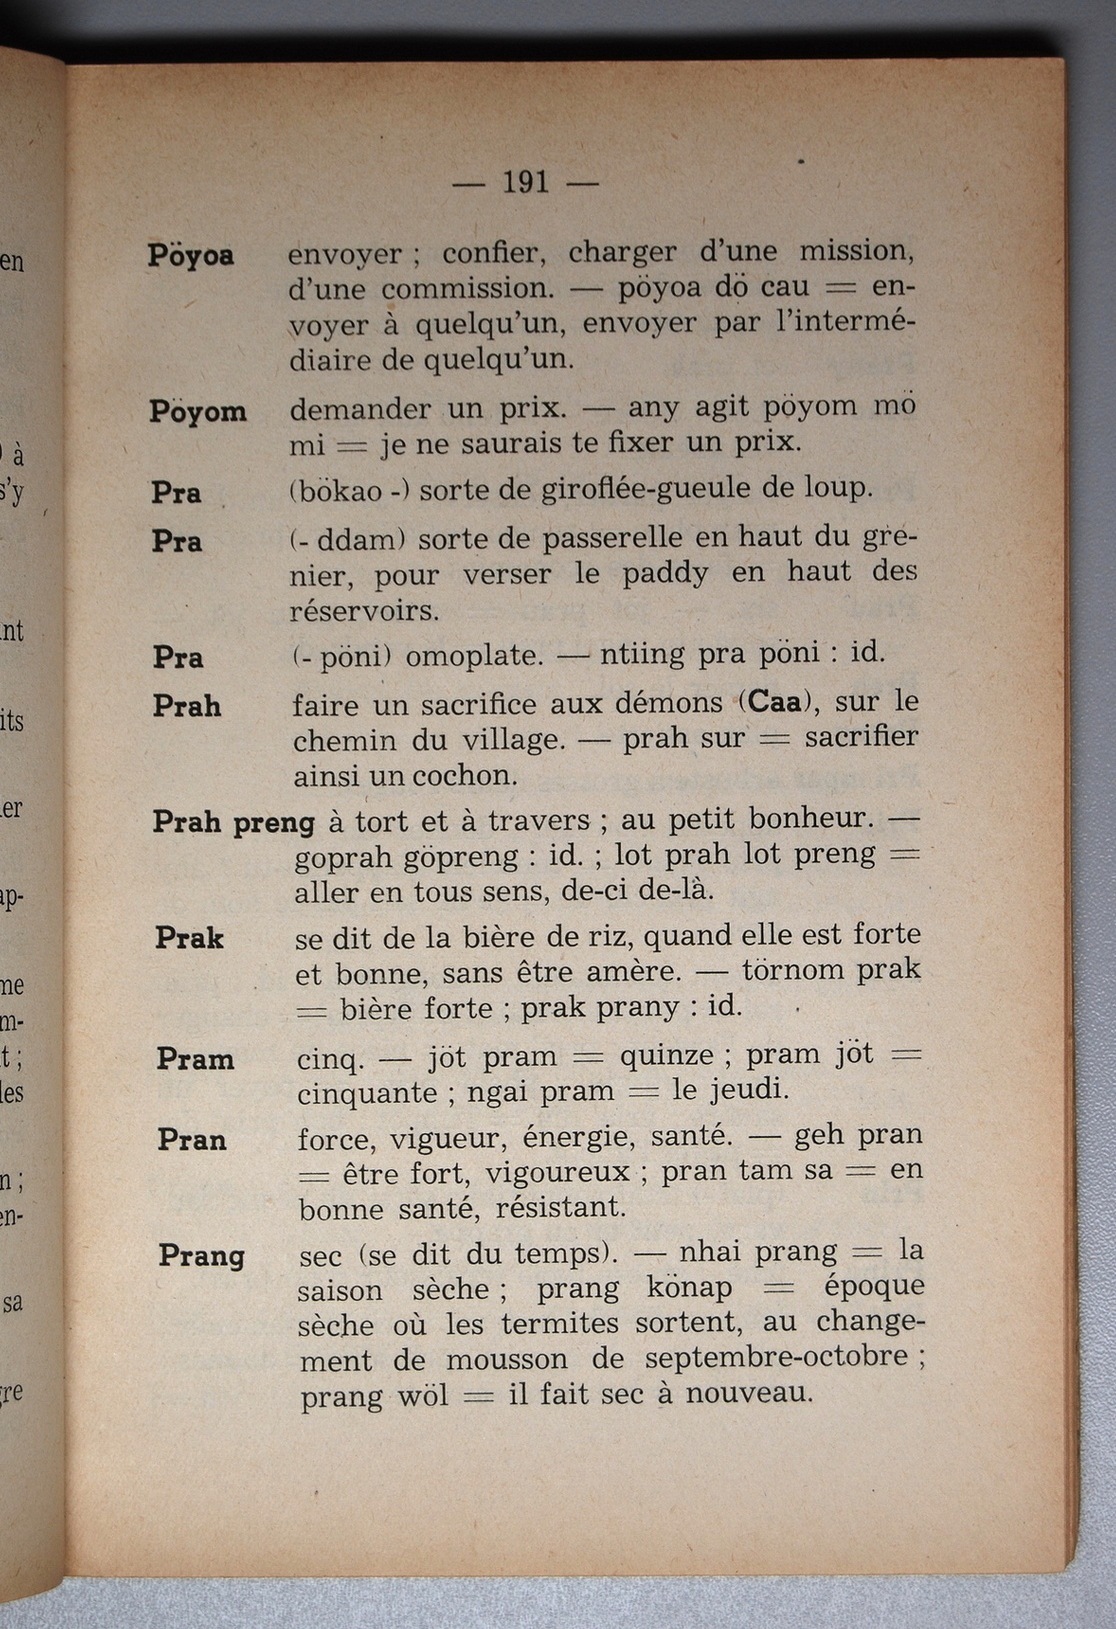 — 191 —
Pöyoa envoyer ; confier, charger d'une mission,
d'une commission. — pöyoa dö cau = en-
voyer à quelqu'un, envoyer par l'intermé-
diaire de quelqu'un.
Pöyom demander un prix. — any agit pöyom mö
mi = je ne saurais te fixer un prix.
Pra (bökao -) sorte de giroflée-gueule de loup.
Pra (- ddam) sorte de passerelle en haut du gre-
nier, pour verser le paddy en haut des
réservoirs.
Pra (- pöni) omoplate. — ntiing pra pöni : id.
Prah faire un sacrifice aux démons (Caa), sur le
chemin du village. — prah sur = sacrifier
ainsi un cochon.
Prah preng à tort et à travers ; au petit bonheur. —
goprah göpreng : id. ; lot prah lot preng =
aller en tous sens, de-ci de-là.
Prak se dit de la bière de riz, quand elle est forte
et bonne, sans être amère. — törnom prak
= bière forte ; prak prany : id.
Pram cinq. — jöt pram = quinze ; pram jöt =
cinquante ; ngai pram = le jeudi.
Pran force, vigueur, énergie, santé. — geh pran
= être fort, vigoureux ; pran tam sa = en
bonne santé, résistant.
Prang sec (se dit du temps). — nhai prang = la
saison sèche ; prang könap = époque
sèche où les termites sortent, au change-
ment de mousson de septembre-octobre ;
prang wöl = il fait sec à nouveau.
en
à
s'y
its
me
m-
t ;
n ;
en-
sa